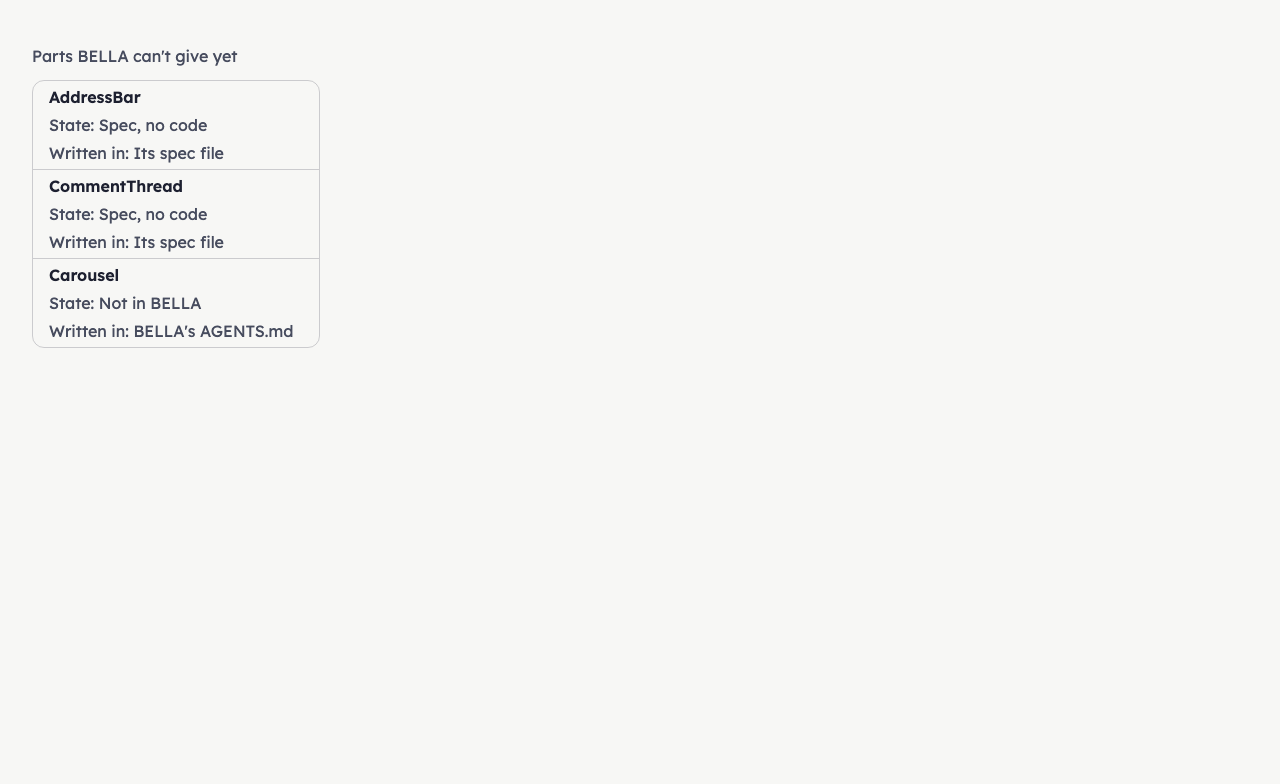 Parts BELLA can't give yet
AddressBar
State: Spec, no code
Written in: Its spec file
CommentThread
State: Spec, no code
Written in: Its spec file
Carousel
State: Not in BELLA
Written in: BELLA's AGENTS.md